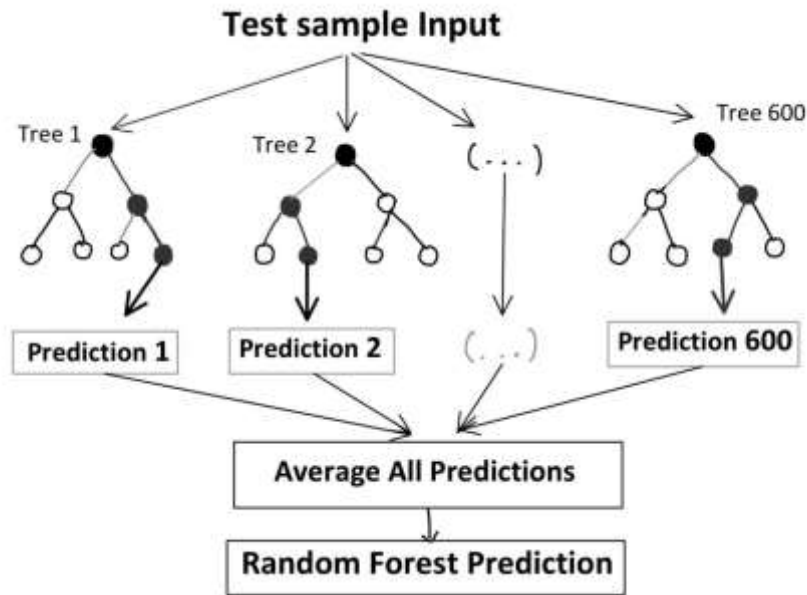 Test sample Input
Tree 1
Tree 2
(...)
Tree 600
Prediction 1
Prediction 2
(...)
Prediction 600
Average All Predictions
Random Forest Prediction